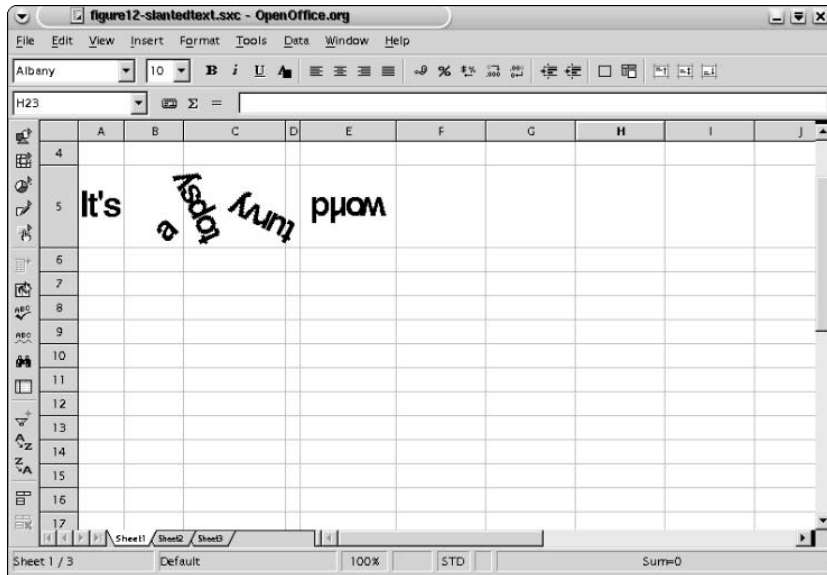 figure12-slantedtext.sxc - OpenOffice.org
File Edit View Insert Format Tools Data Window Help
Albany 10 B i U A
H23 Σ =
A B C D E F G H I J
4
5 It's a topsy turvy world
6
7
8
9
10
11
12
13
14
15
16
17
Sheet1 Sheet2 Sheet3
Sheet 1 / 3 Default 100% STD Sum=0